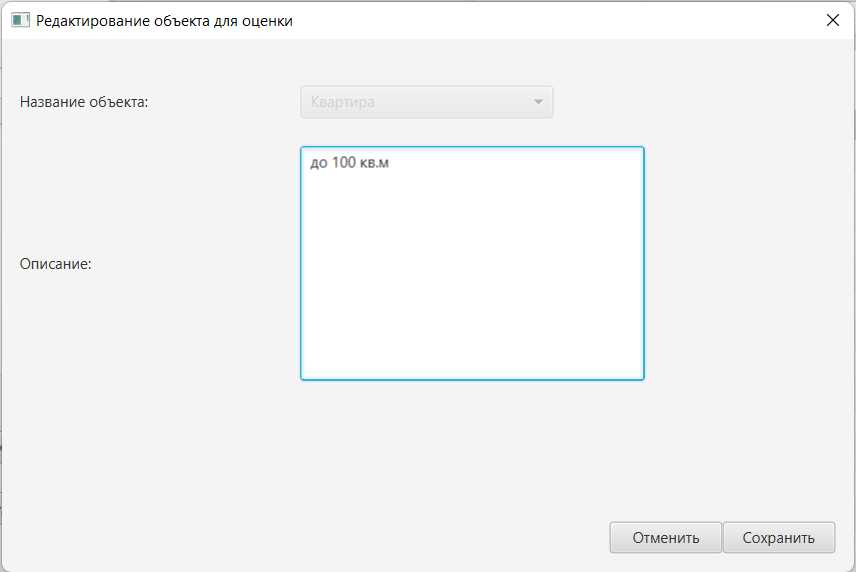 Редактирование объекта для оценки
Название объекта:
Квартира
до 100 кв.м
Описание:
Отменить
Сохранить